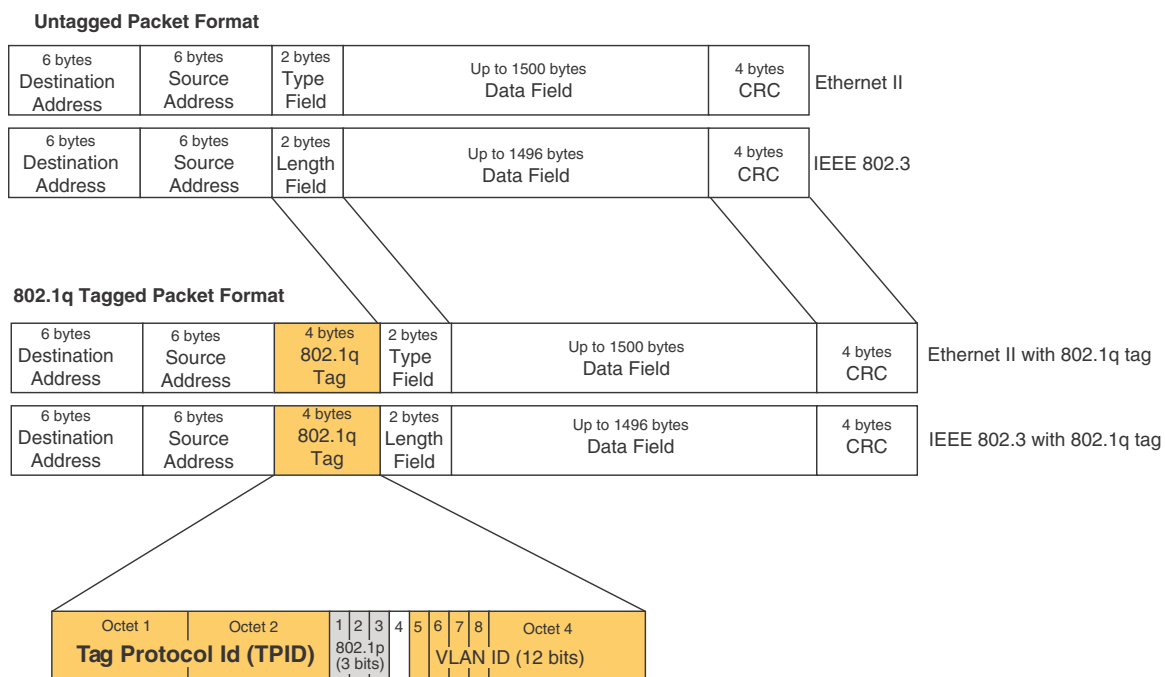 Untagged Packet Format
6 bytes
Destination
Address
6 bytes
Source
Address
2 bytes
Type
Field
Up to 1500 bytes
Data Field
4 bytes
CRC
Ethernet II
6 bytes
Destination
Address
6 bytes
Source
Address
2 bytes
Length
Field
Up to 1496 bytes
Data Field
4 bytes
CRC
IEEE 802.3
802.1q Tagged Packet Format
6 bytes
Destination
Address
6 bytes
Source
Address
4 bytes
802.1q
Tag
2 bytes
Type
Field
Up to 1500 bytes
Data Field
4 bytes
CRC
Ethernet II with 802.1q tag
6 bytes
Destination
Address
6 bytes
Source
Address
4 bytes
802.1q
Tag
2 bytes
Length
Field
Up to 1496 bytes
Data Field
4 bytes
CRC
IEEE 802.3 with 802.1q tag
Octet 1
Octet 2
Tag Protocol Id (TPID)
1 2 3 4 5 6 7 8
802.1p
(3 bits)
Octet 4
VLAN ID (12 bits)